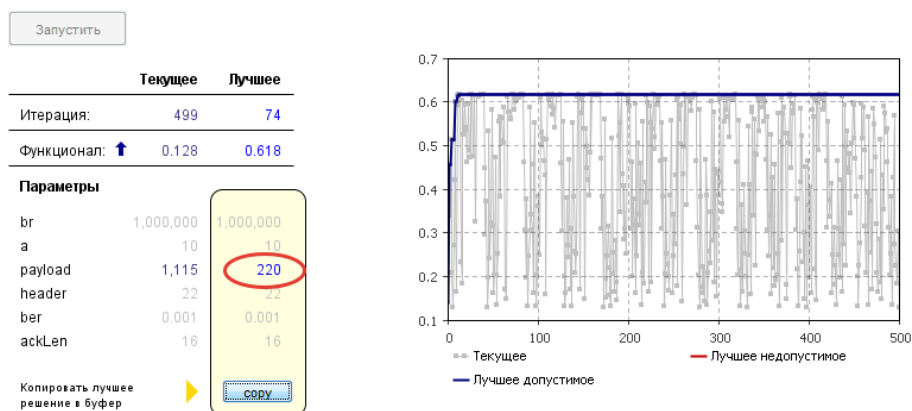 Запустить
Текущее Лучшее
Итерация: 499 74
Функционал: 0.128 0.618
Параметры
br 1,000,000 1,000,000
a 10 10
payload 1,115 220
header 22 22
ber 0.001 0.001
ackLen 16 16
Копировать лучшее
решение в буфер
copy
0.7
0.6
0.5
0.4
0.3
0.2
0.1
0 100 200 300 400 500
Текущее Лучшее недопустимое
Лучшее допустимое